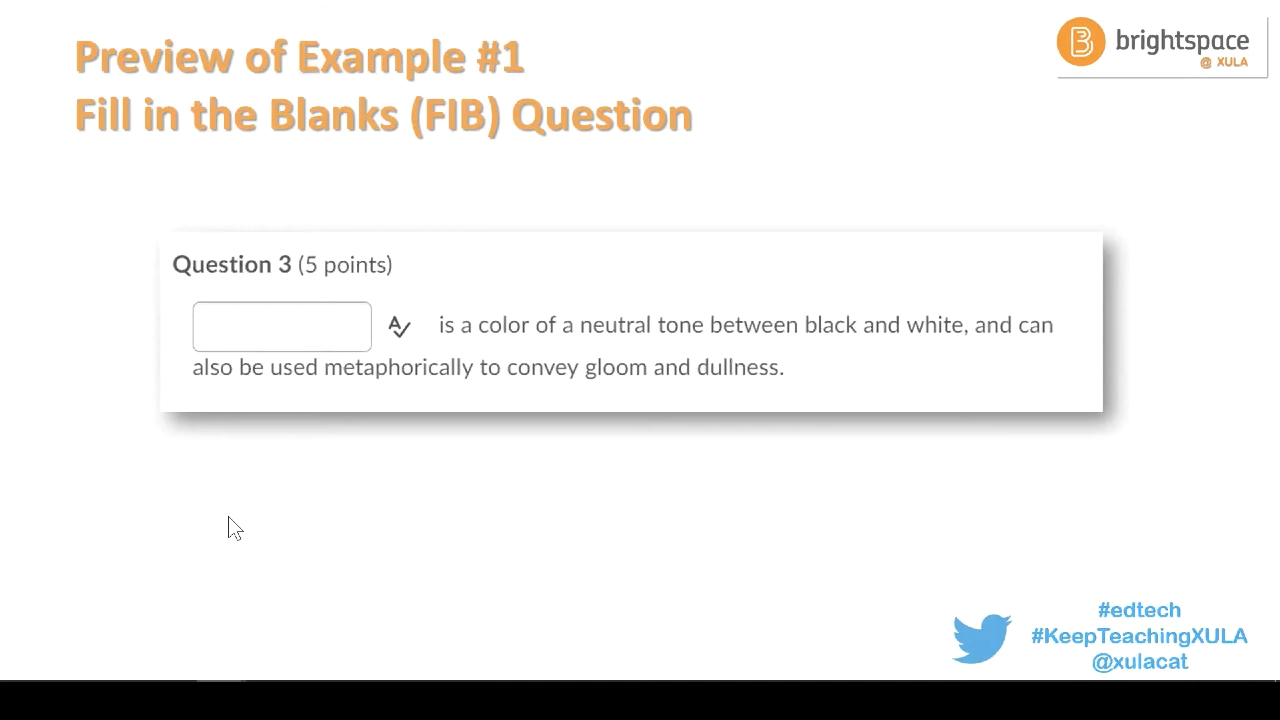 Preview of Example #1
Fill in the Blanks (FIB) Question
brightspace
@ XULA
Question 3 (5 points)
is a color of a neutral tone between black and white, and can
also be used metaphorically to convey gloom and dullness.
#edtech
#KeepTeachingXULA
@xulacat